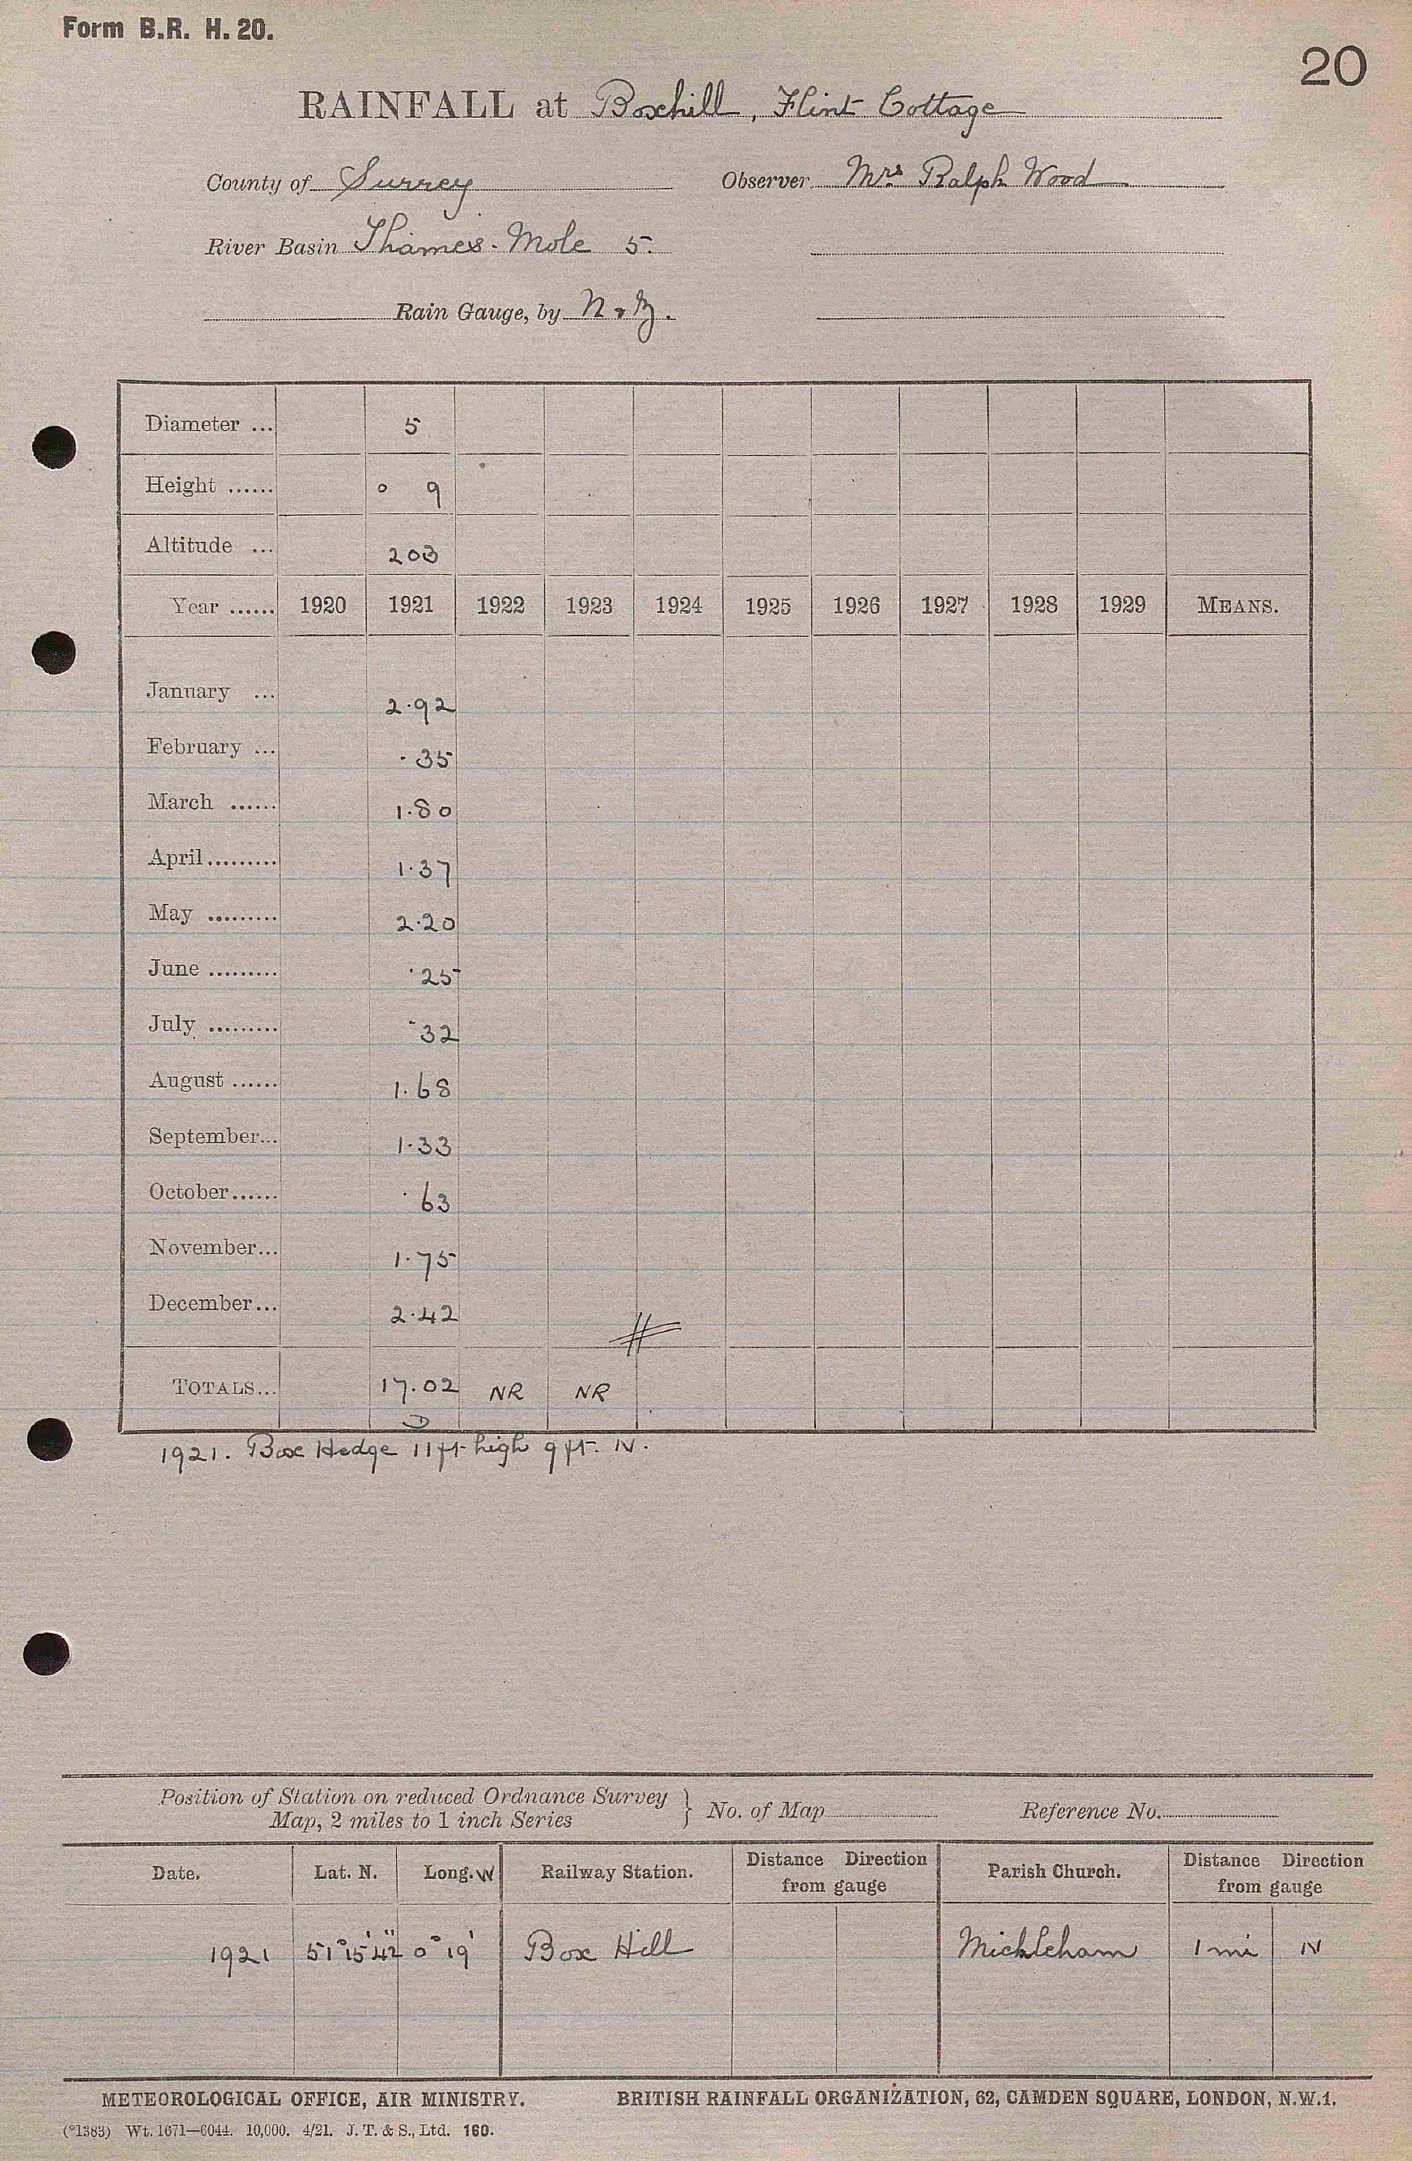 Form B.R. H. 20.
20
RAINFALL at Boxhill, Flint Cottage
County of Surrey Observer Mrs Ralph Wood
River Basin Thames - Mole 5.
Rain Gauge, by N & Z.
Diameter ... 5
Height ...... 0 9
Altitude ... 203
Year ...... 1920 1921 1922 1923 1924 1925 1926 1927 1928 1929 MEANS.
January ... 2.92
February ... .35
March ...... 1.80
April ......... 1.37
May ......... 2.20
June ......... .25
July ......... .32
August ...... 1.68
September... 1.33
October...... .63
November... 1.75
December... 2.42
TOTALS... 17.02 NR NR
D
1921. Box Hedge 11 ft high 9 ft. N.
Position of Station on reduced Ordnance Survey
Map, 2 miles to 1 inch Series } No. of Map Reference No.
Date. Lat. N. Long. W Railway Station. Distance Direction from gauge Parish Church. Distance Direction from gauge
1921 51° 15' 42" 0° 19' Box Hill Mickleham 1 mi N
METEOROLOGICAL OFFICE, AIR MINISTRY. BRITISH RAINFALL ORGANIZATION, 62, CAMDEN SQUARE, LONDON, N.W.1.
(*1383) Wt. 1671—6044. 10,000. 4/21. J. T. & S., Ltd. 160.